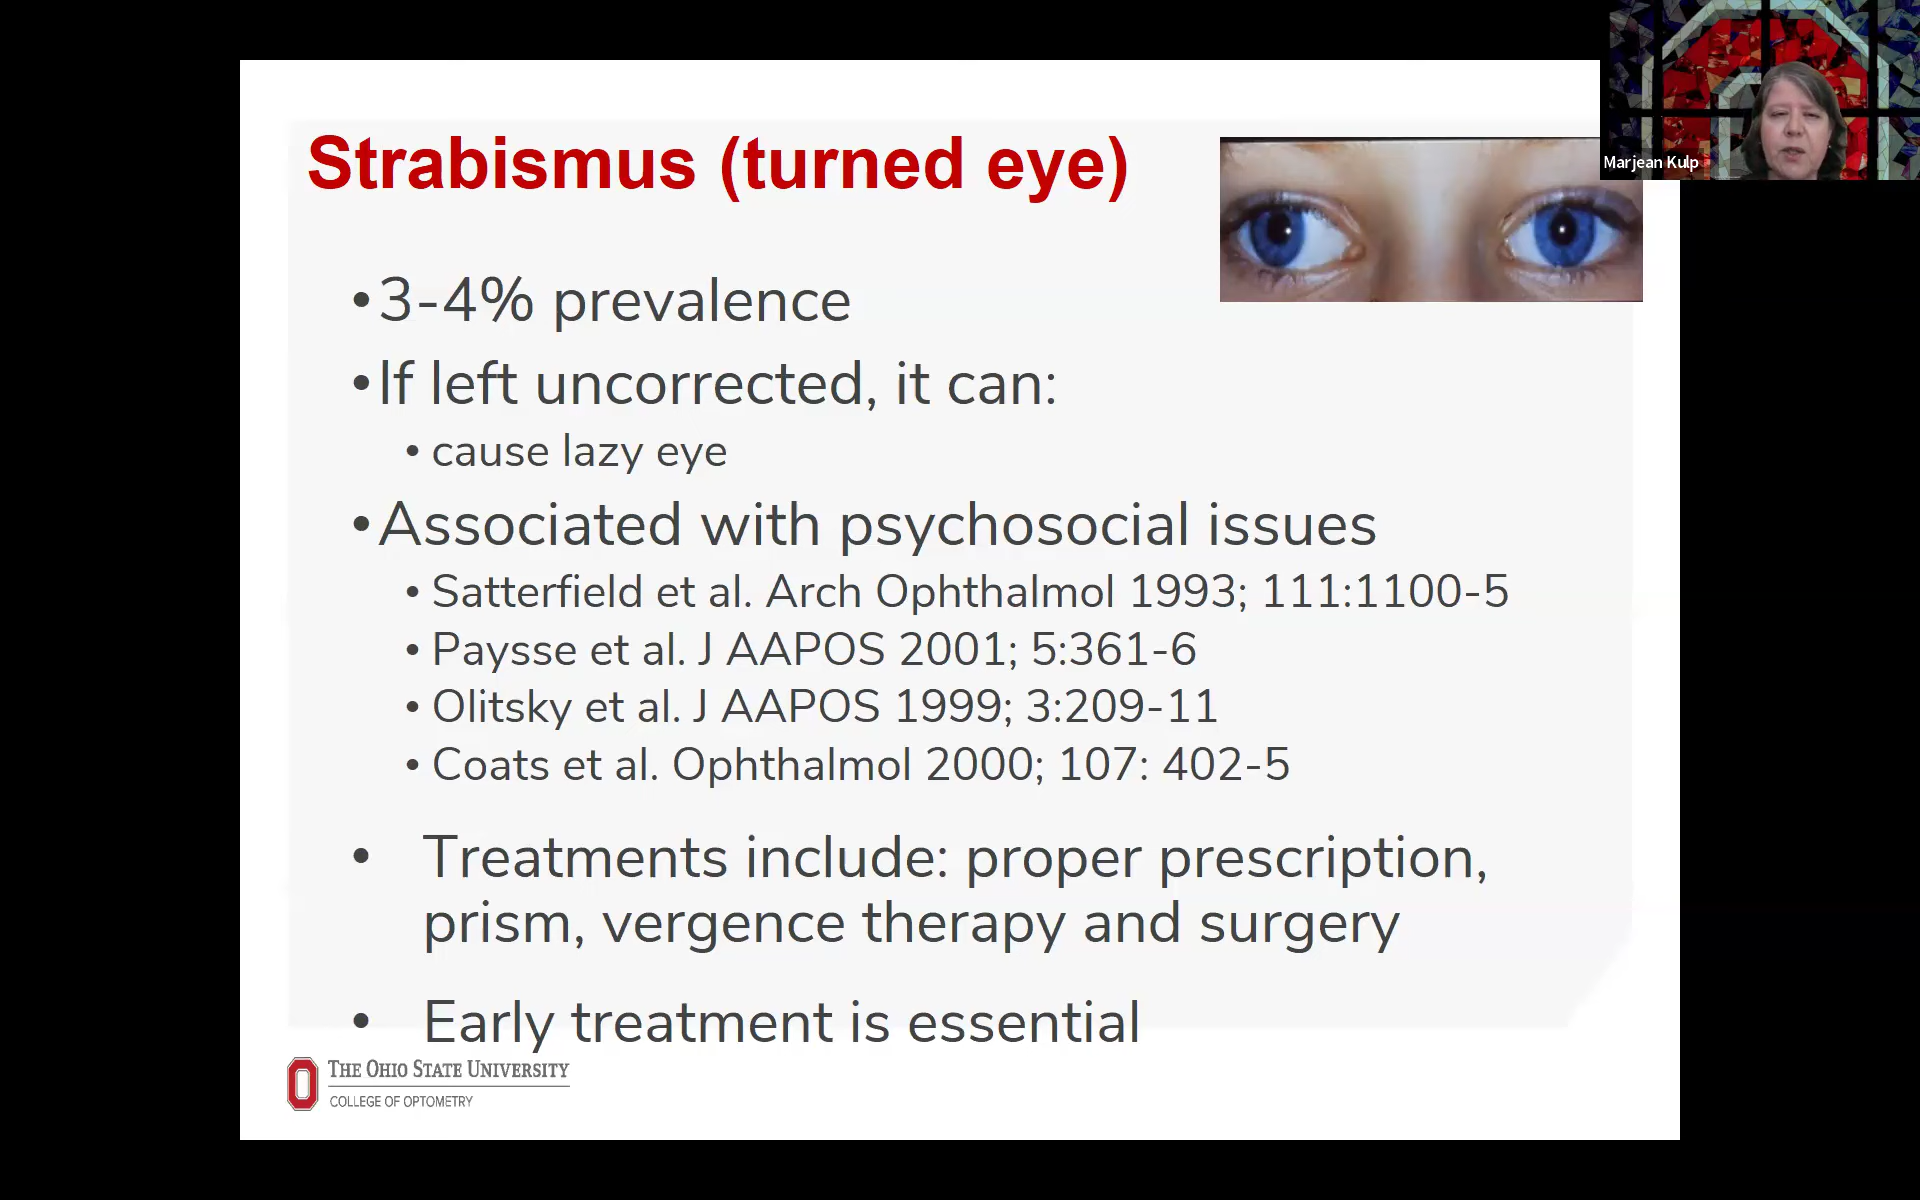 Strabismus (turned eye)
Marjean Kulp
•3-4% prevalence
•If left uncorrected, it can:
• cause lazy eye
•Associated with psychosocial issues
• Satterfield et al. Arch Ophthalmol 1993; 111:1100-5
• Paysse et al. J AAPOS 2001; 5:361-6
• Olitsky et al. J AAPOS 1999; 3:209-11
• Coats et al. Ophthalmol 2000; 107: 402-5
• Treatments include: proper prescription,
prism, vergence therapy and surgery
• Early treatment is essential
THE OHIO STATE UNIVERSITY
COLLEGE OF OPTOMETRY